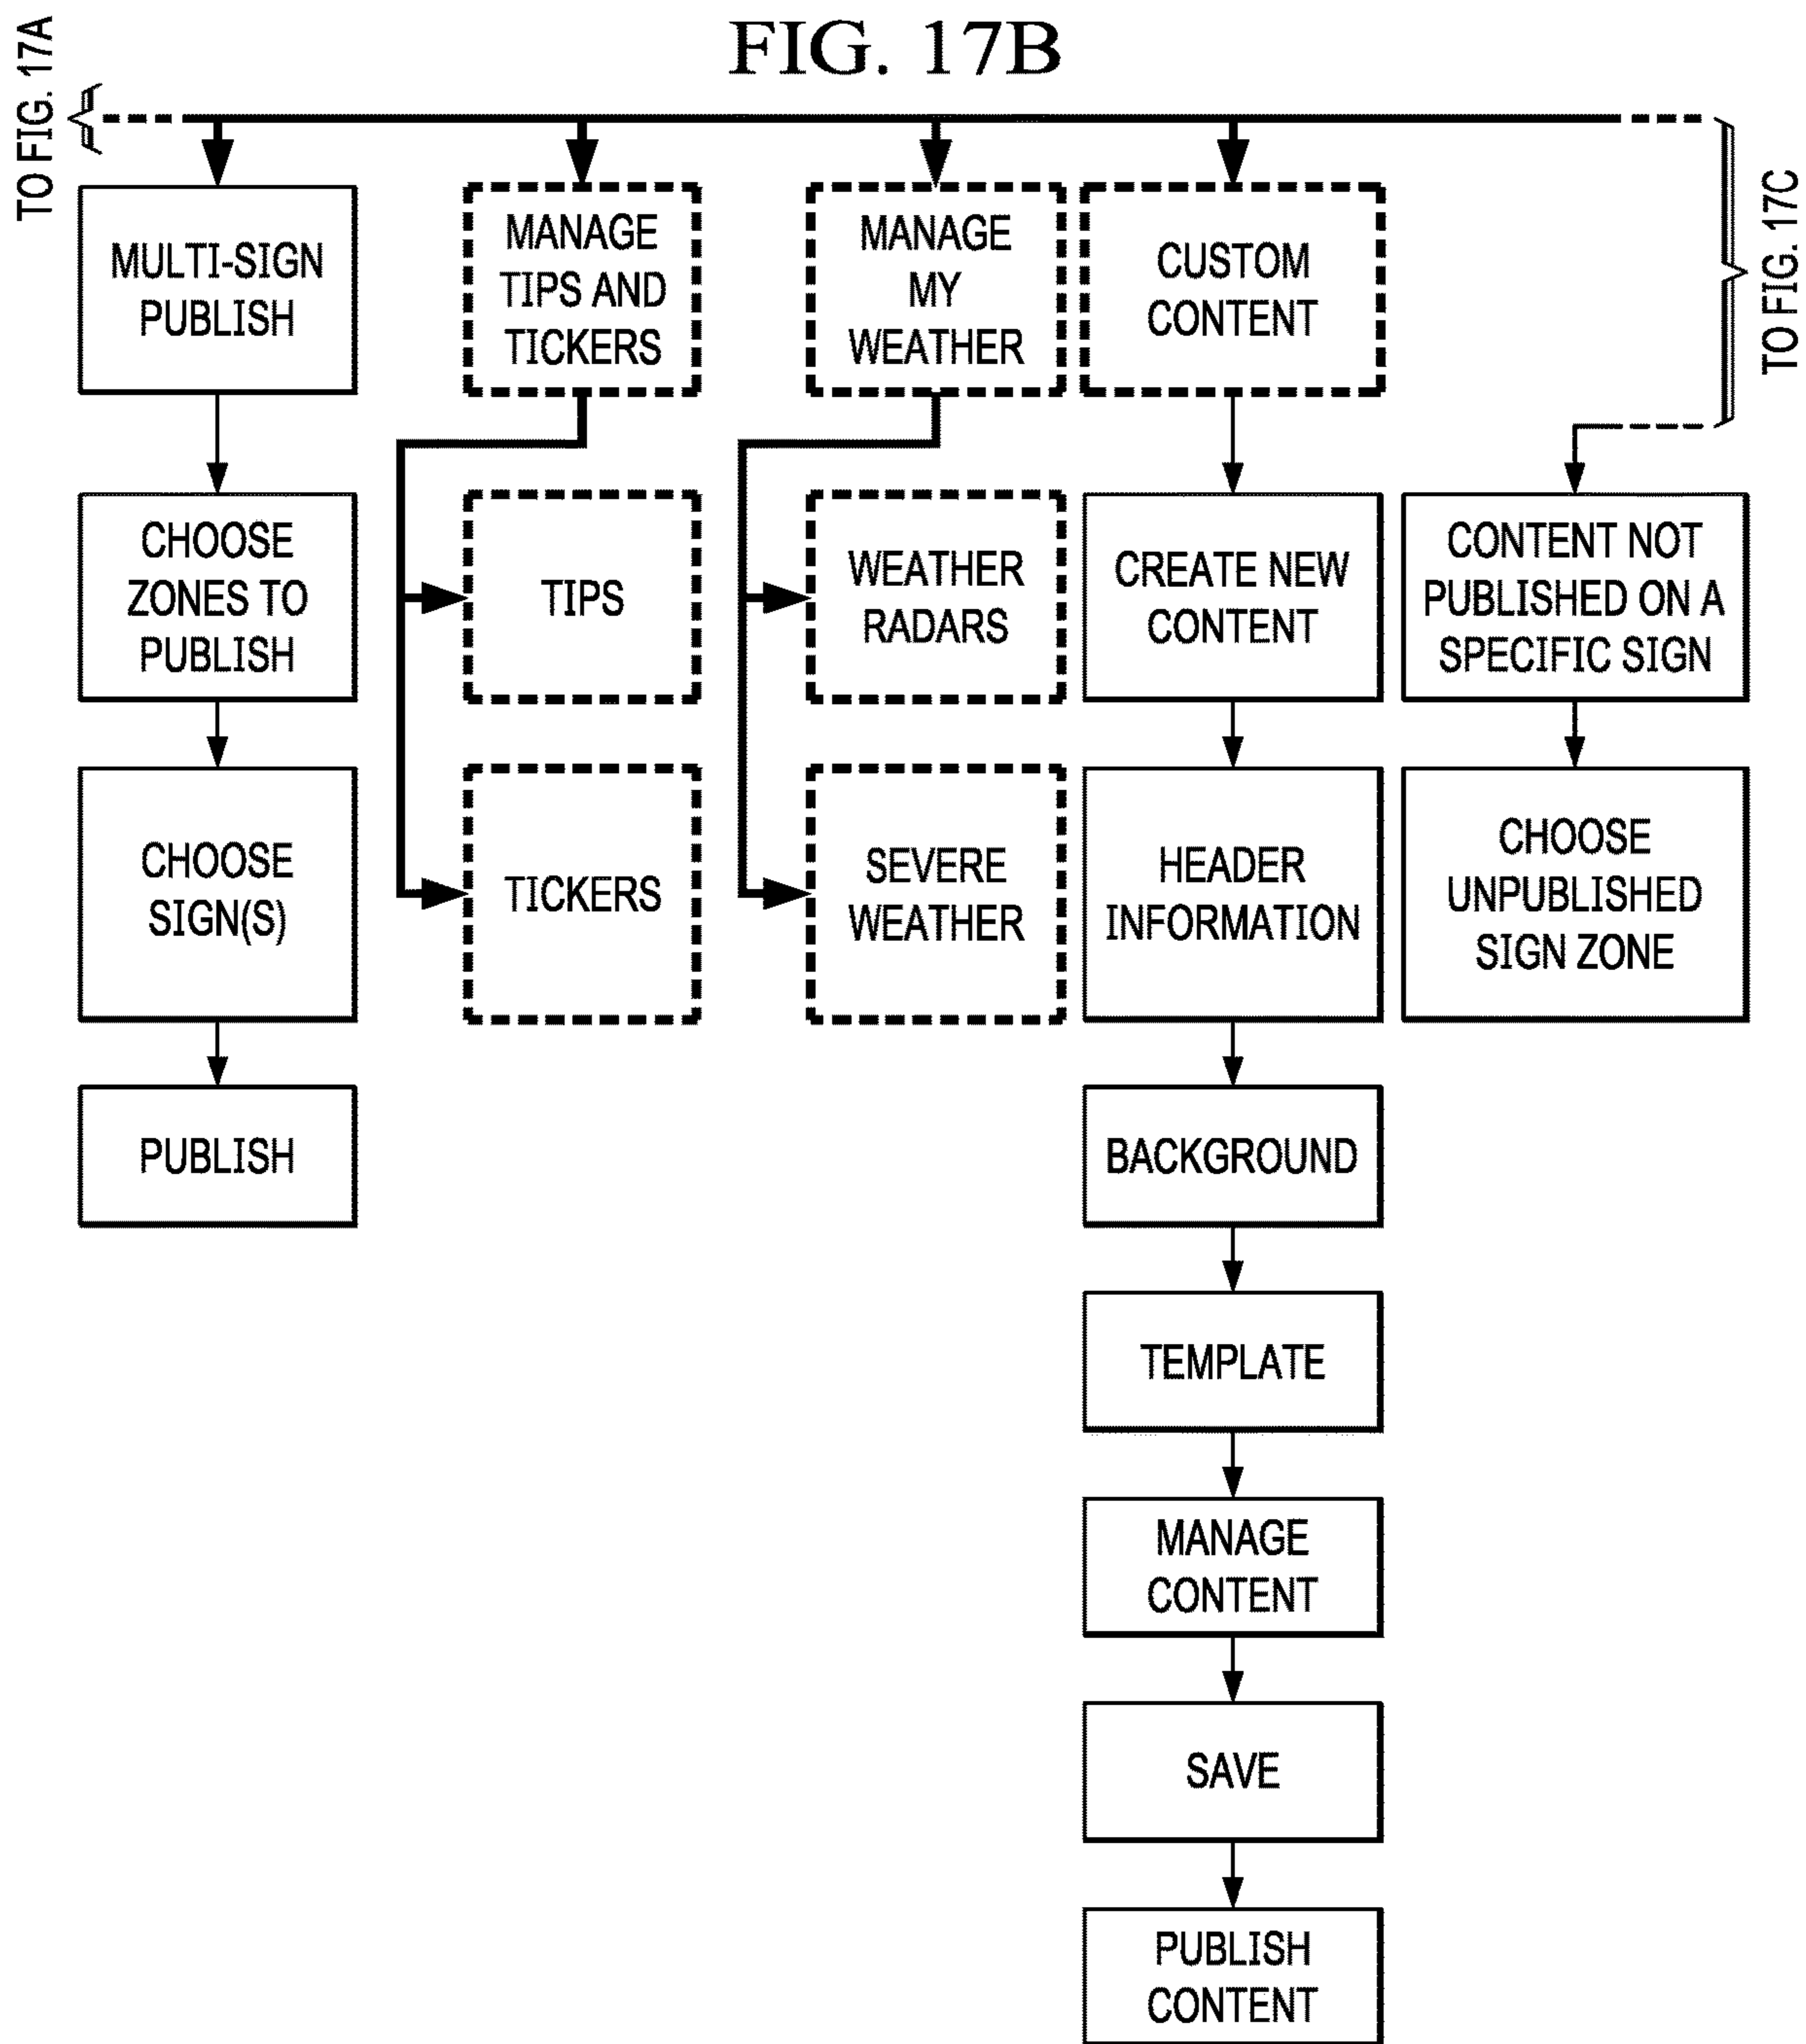 FIG. 17B
TO FIG. 17A
TO FIG. 17C
MULTI-SIGN
PUBLISH
MANAGE
TIPS AND
TICKERS
MANAGE
MY
WEATHER
CUSTOM
CONTENT
CHOOSE
ZONES TO
PUBLISH
TIPS
WEATHER
RADARS
CREATE NEW
CONTENT
CONTENT NOT
PUBLISHED ON A
SPECIFIC SIGN
CHOOSE
SIGN(S)
TICKERS
SEVERE
WEATHER
HEADER
INFORMATION
CHOOSE
UNPUBLISHED
SIGN ZONE
PUBLISH
BACKGROUND
TEMPLATE
MANAGE
CONTENT
SAVE
PUBLISH
CONTENT